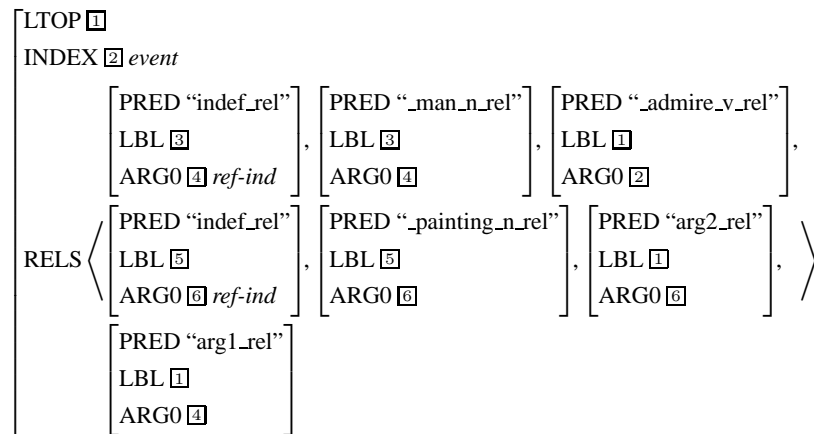 LTOP 1
INDEX 2 event
PRED “indef_rel” PRED “_man_n_rel” PRED “_admire_v_rel”
LBL 3 , LBL 3 , LBL 1 ,
ARG0 4 ref-ind ARG0 4 ARG0 2
PRED “indef_rel” PRED “_painting_n_rel” PRED “arg2_rel”
RELS ⟨ LBL 5 , LBL 5 , LBL 1 , ⟩
ARG0 6 ref-ind ARG0 6 ARG0 6
PRED “arg1_rel”
LBL 1
ARG0 4